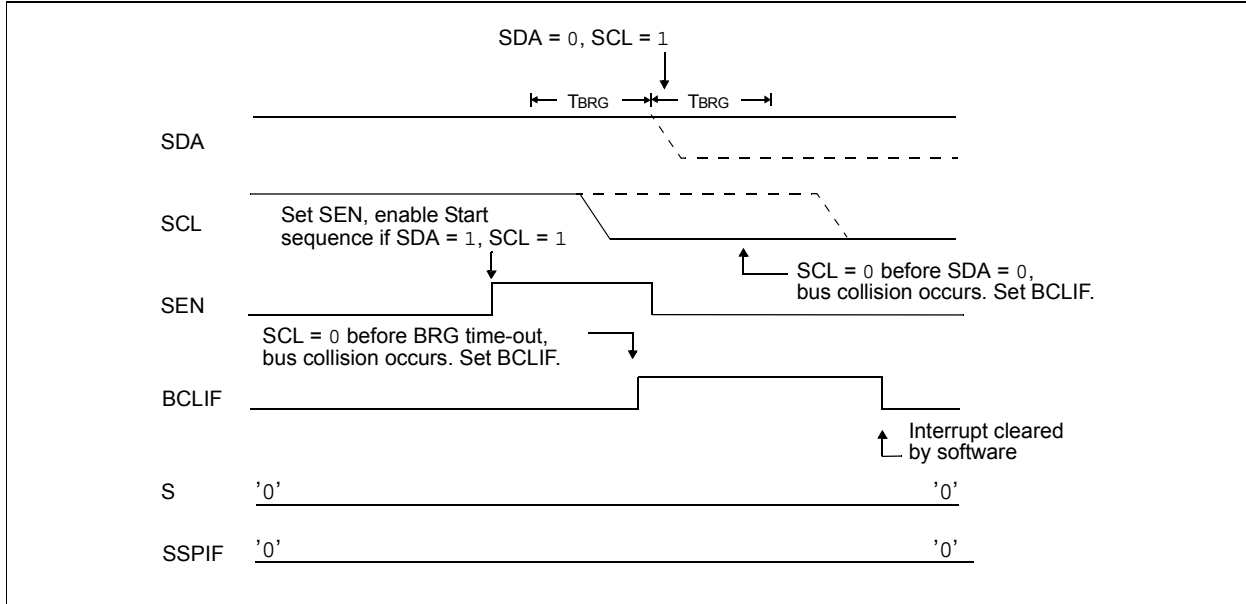 SDA = 0, SCL = 1
TBRG TBRG
SDA
SCL
Set SEN, enable Start
sequence if SDA = 1, SCL = 1
SCL = 0 before SDA = 0,
bus collision occurs. Set BCLIF.
SEN
SCL = 0 before BRG time-out,
bus collision occurs. Set BCLIF.
BCLIF
Interrupt cleared
by software
S '0' '0'
SSPIF '0' '0'